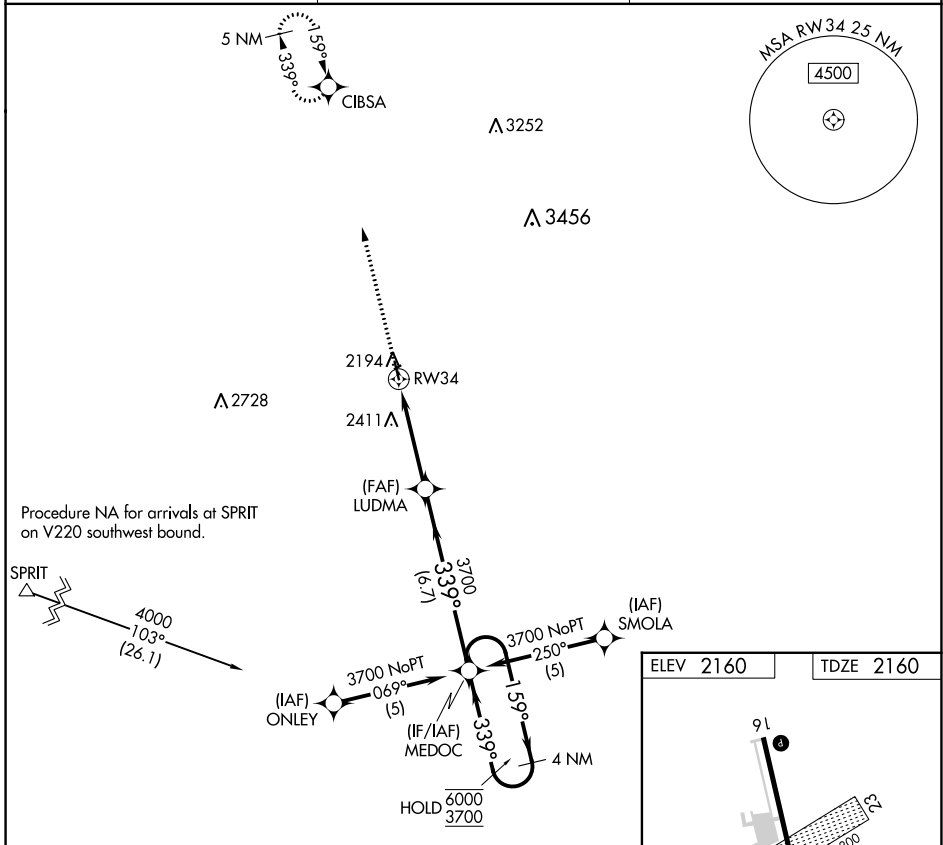 MSA RW34 25 NM
4500
5 NM
339°
159°
CIBSA
3252
3456
2194
RW34
2728
2411
(FAF)
LUDMA
Procedure NA for arrivals at SPRIT
on V220 southwest bound.
SPRIT
4000
103°
(26.1)
3700
339°
(6.7)
(IAF)
SMOLA
3700 NoPT
250°
(5)
3700 NoPT
069°
(5)
(IAF)
ONLEY
(IF/IAF)
MEDOC
339°
159°
4 NM
HOLD 6000
3700
ELEV 2160
TDZE 2160
16
P
23